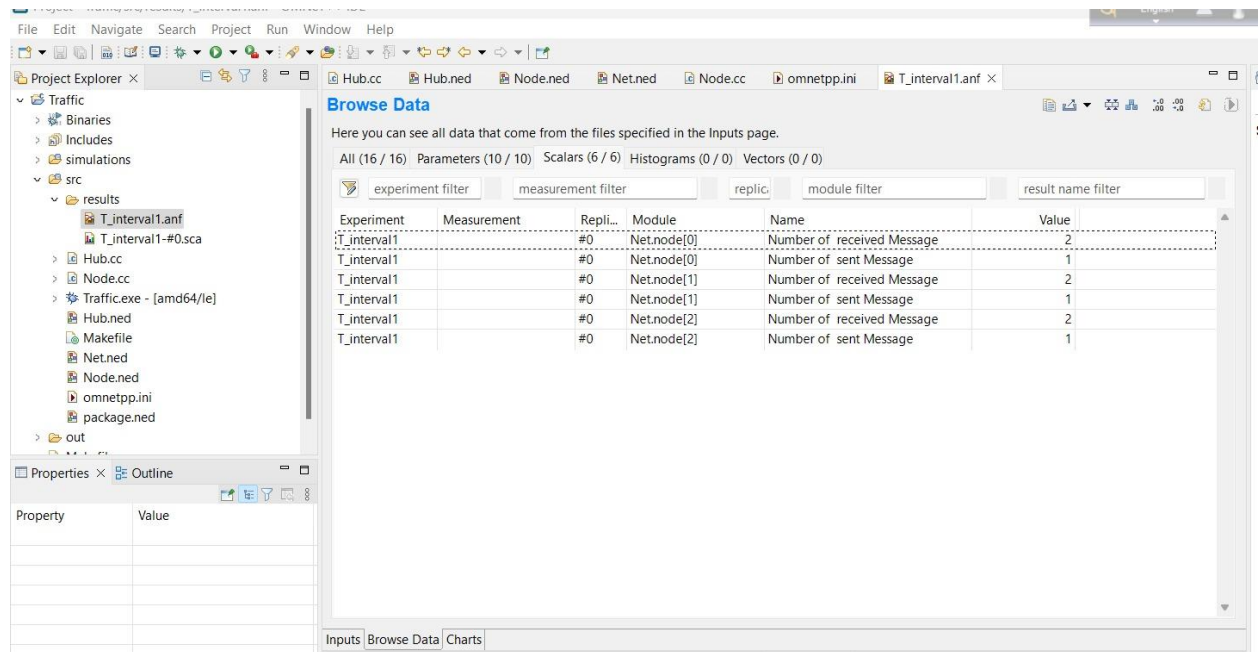 File Edit Navigate Search Project Run Window Help
Project Explorer
Traffic
Binaries
Includes
simulations
src
results
T_interval1.anf
T_interval1-#0.sca
Hub.cc
Node.cc
Traffic.exe - [amd64/le]
Hub.ned
Makefile
Net.ned
Node.ned
omnetpp.ini
package.ned
out
Properties Outline
Property Value
Hub.cc Hub.ned Node.ned Net.ned Node.cc omnetpp.ini T_interval1.anf
Browse Data
Here you can see all data that come from the files specified in the Inputs page.
All (16 / 16) Parameters (10 / 10) Scalars (6 / 6) Histograms (0 / 0) Vectors (0 / 0)
experiment filter measurement filter replic module filter result name filter
Experiment Measurement Repli... Module Name Value
T_interval1 #0 Net.node[0] Number of received Message 2
T_interval1 #0 Net.node[0] Number of sent Message 1
T_interval1 #0 Net.node[1] Number of received Message 2
T_interval1 #0 Net.node[1] Number of sent Message 1
T_interval1 #0 Net.node[2] Number of received Message 2
T_interval1 #0 Net.node[2] Number of sent Message 1
Inputs Browse Data Charts